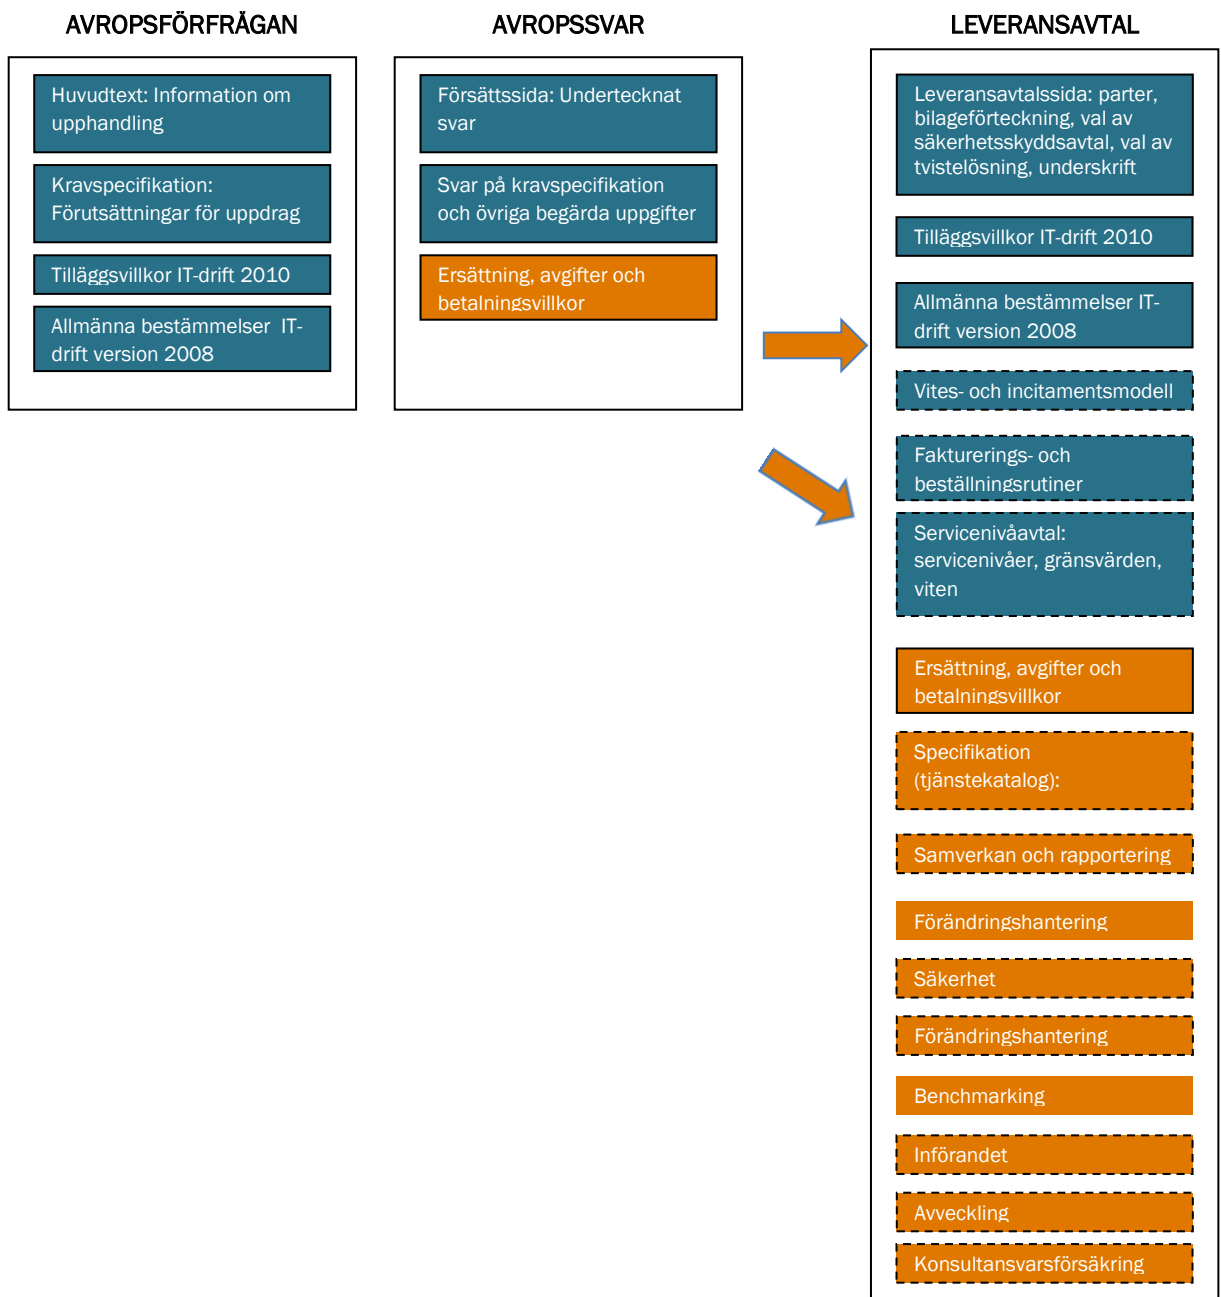 AVROPSFÖRFRÅGAN
Huvudtext: Information om
upphandling
Kravspecifikation:
Förutsättningar för uppdrag
Tilläggsvillkor IT-drift 2010
Allmänna bestämmelser IT-
drift version 2008
AVROPSSVAR
Försättssida: Undertecknat
svar
Svar på kravspecifikation
och övriga begärda uppgifter
Ersättning, avgifter och
betalningsvillkor
LEVERANSAVTAL
Leveransavtalssida: parter,
bilageförteckning, val av
säkerhetsskyddsavtal, val av
tvistelösning, underskrift
Tilläggsvillkor IT-drift 2010
Allmänna bestämmelser IT-
drift version 2008
Vites- och incitamentsmodell
Fakturerings- och
beställningsrutiner
Servicenivåavtal:
servicenivåer, gränsvärden,
viten
Ersättning, avgifter och
betalningsvillkor
Specifikation
(tjänstekatalog):
Samverkan och rapportering
Förändringshantering
Säkerhet
Förändringshantering
Benchmarking
Införandet
Avveckling
Konsultansvarsförsäkring